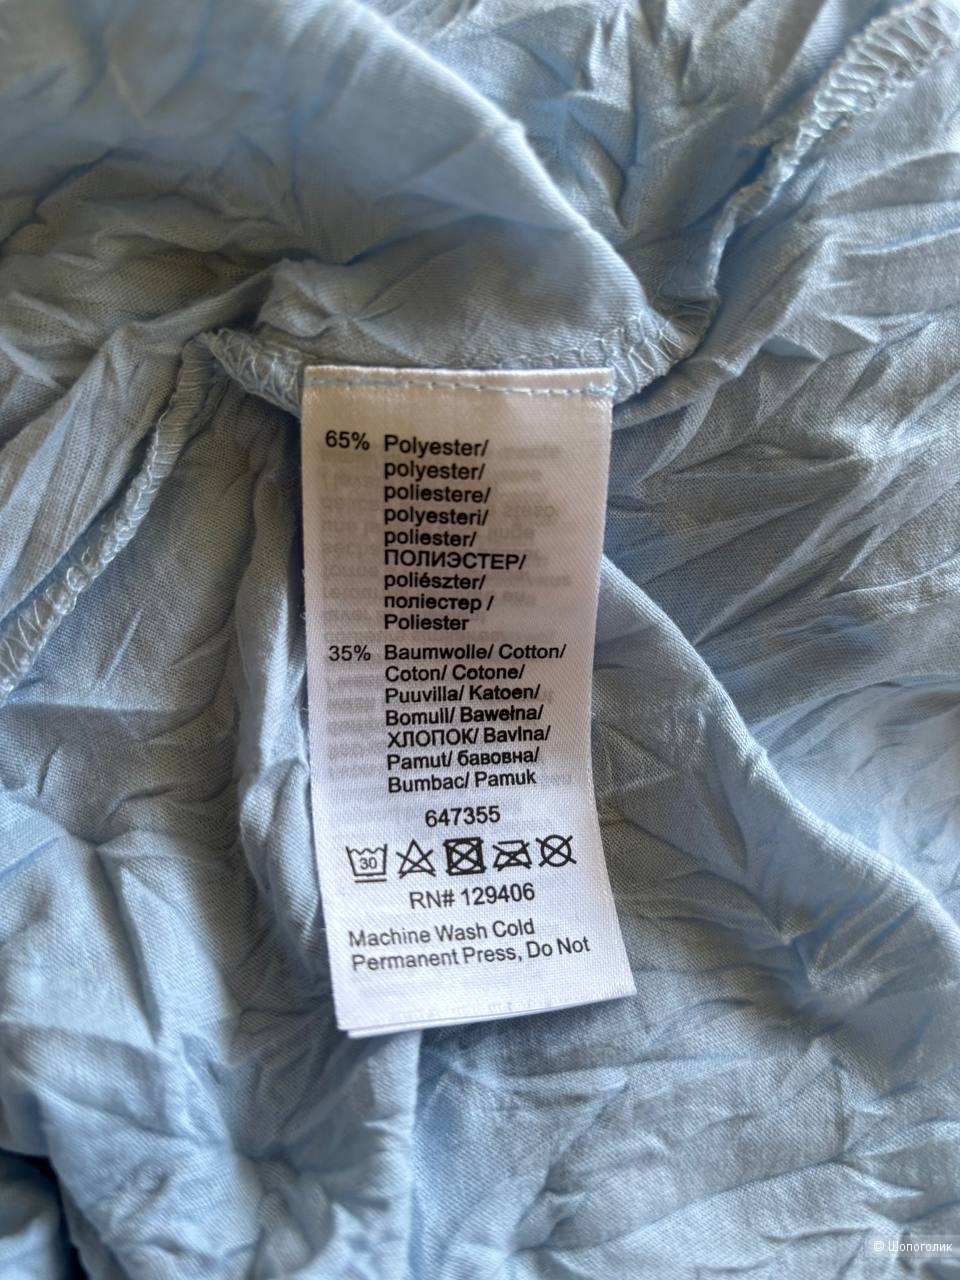 65% Polyester/
polyester/
poliestere/
polyesteri/
poliester/
ПОЛИЭСТЕР/
poliészter/
поліестер /
Poliester
35% Baumwolle/ Cotton/
Coton/ Cotone/
Puuvilla/ Katoen/
Bomull/ Bawełna/
ХЛОПОК/ Bavlna/
Pamut/ бавовна/
Bumbac/ Pamuk
647355
30
RN# 129406
Machine Wash Cold
Permanent Press, Do Not
© Шопоголик